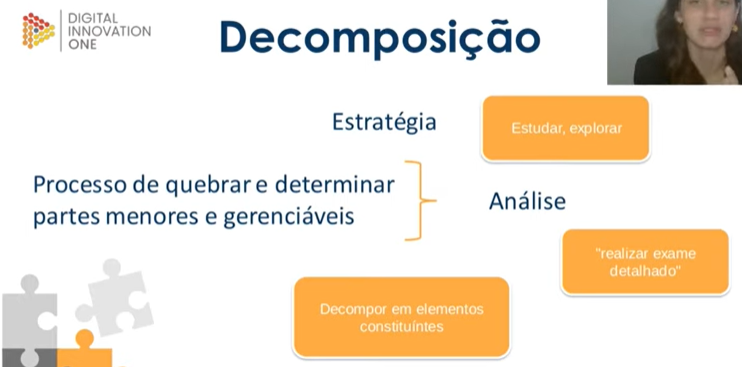 DIGITAL
INNOVATION
ONE
Decomposição
Estratégia
Estudar, explorar
Processo de quebrar e determinar
partes menores e gerenciáveis
Análise
"realizar exame
detalhado"
Decompor em elementos
constituíntes